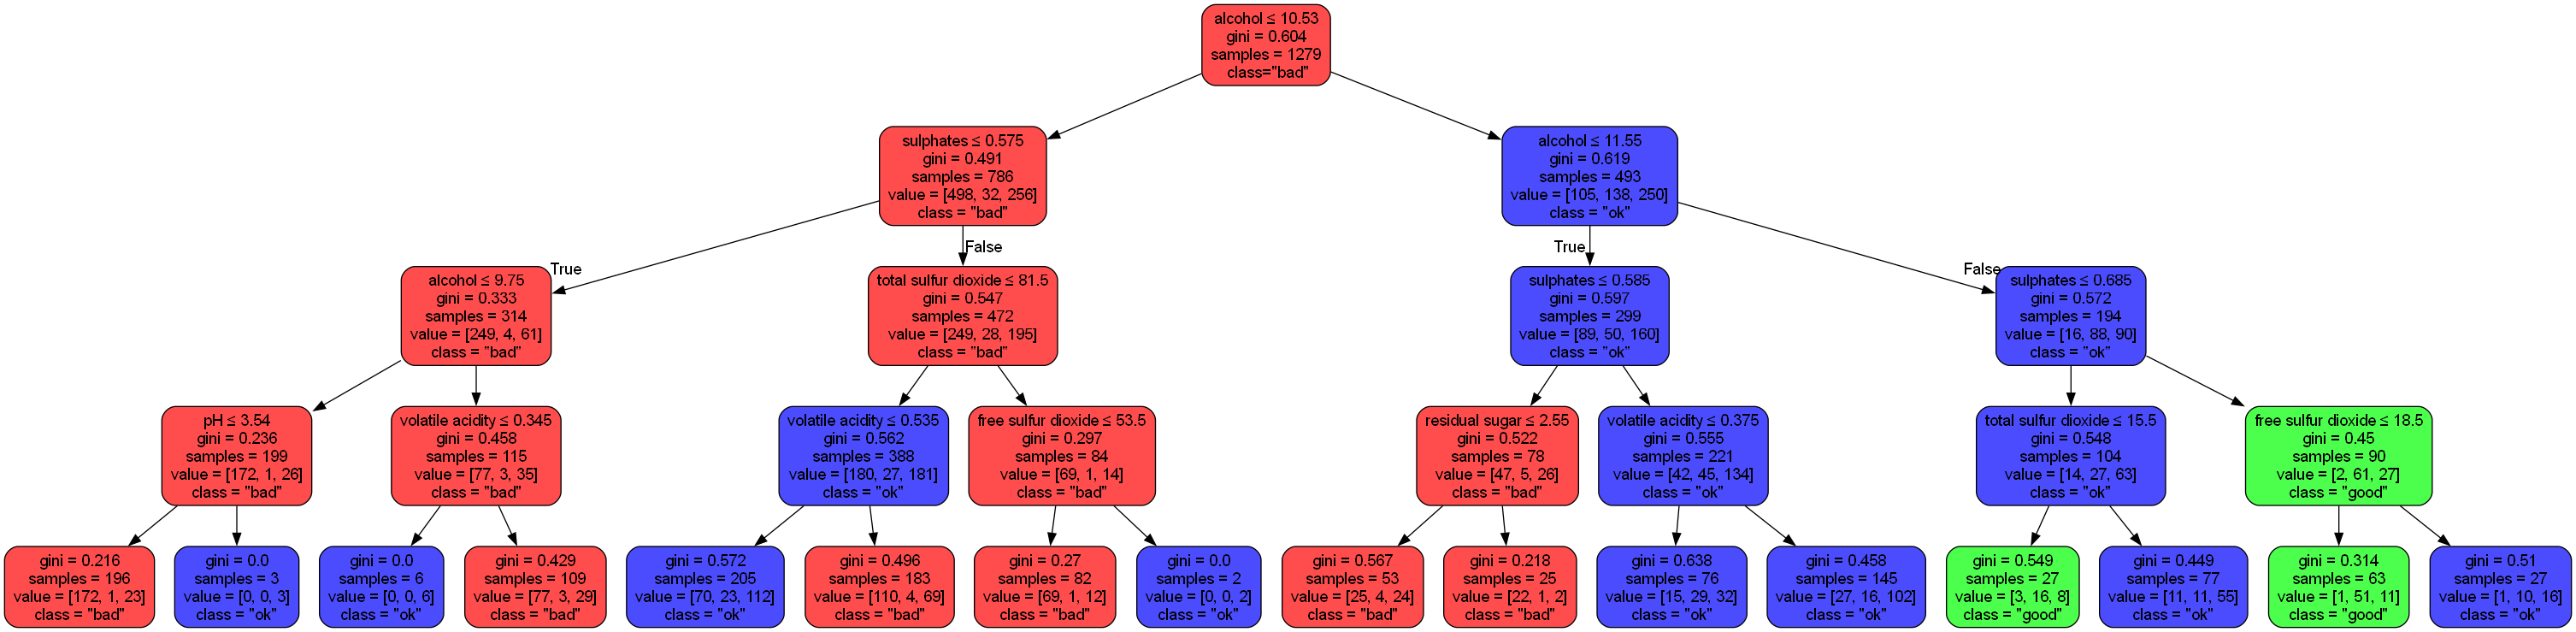 alcohol ≤ 10.53
gini = 0.604
samples = 1279
class="bad"
sulphates ≤ 0.575
gini = 0.491
samples = 786
value = [498, 32, 256]
class = "bad"
alcohol ≤ 11.55
gini = 0.619
samples = 493
value = [105, 138, 250]
class = "ok"
True
False
True
False
alcohol ≤ 9.75
gini = 0.333
samples = 314
value = [249, 4, 61]
class = "bad"
total sulfur dioxide ≤ 81.5
gini = 0.547
samples = 472
value = [249, 28, 195]
class = "bad"
sulphates ≤ 0.585
gini = 0.597
samples = 299
value = [89, 50, 160]
class = "ok"
sulphates ≤ 0.685
gini = 0.572
samples = 194
value = [16, 88, 90]
class = "ok"
pH ≤ 3.54
gini = 0.236
samples = 199
value = [172, 1, 26]
class = "bad"
volatile acidity ≤ 0.345
gini = 0.458
samples = 115
value = [77, 3, 35]
class = "bad"
volatile acidity ≤ 0.535
gini = 0.562
samples = 388
value = [180, 27, 181]
class = "ok"
free sulfur dioxide ≤ 53.5
gini = 0.297
samples = 84
value = [69, 1, 14]
class = "bad"
residual sugar ≤ 2.55
gini = 0.522
samples = 78
value = [47, 5, 26]
class = "bad"
volatile acidity ≤ 0.375
gini = 0.555
samples = 221
value = [42, 45, 134]
class = "ok"
total sulfur dioxide ≤ 15.5
gini = 0.548
samples = 104
value = [14, 27, 63]
class = "ok"
free sulfur dioxide ≤ 18.5
gini = 0.45
samples = 90
value = [2, 61, 27]
class = "good"
gini = 0.216
samples = 196
value = [172, 1, 23]
class = "bad"
gini = 0.0
samples = 3
value = [0, 0, 3]
class = "ok"
gini = 0.0
samples = 6
value = [0, 0, 6]
class = "ok"
gini = 0.429
samples = 109
value = [77, 3, 29]
class = "bad"
gini = 0.572
samples = 205
value = [70, 23, 112]
class = "ok"
gini = 0.496
samples = 183
value = [110, 4, 69]
class = "bad"
gini = 0.27
samples = 82
value = [69, 1, 12]
class = "bad"
gini = 0.0
samples = 2
value = [0, 0, 2]
class = "ok"
gini = 0.567
samples = 53
value = [25, 4, 24]
class = "bad"
gini = 0.218
samples = 25
value = [22, 1, 2]
class = "bad"
gini = 0.638
samples = 76
value = [15, 29, 32]
class = "ok"
gini = 0.458
samples = 145
value = [27, 16, 102]
class = "ok"
gini = 0.549
samples = 27
value = [3, 16, 8]
class = "good"
gini = 0.449
samples = 77
value = [11, 11, 55]
class = "ok"
gini = 0.314
samples = 63
value = [1, 51, 11]
class = "good"
gini = 0.51
samples = 27
value = [1, 10, 16]
class = "ok"